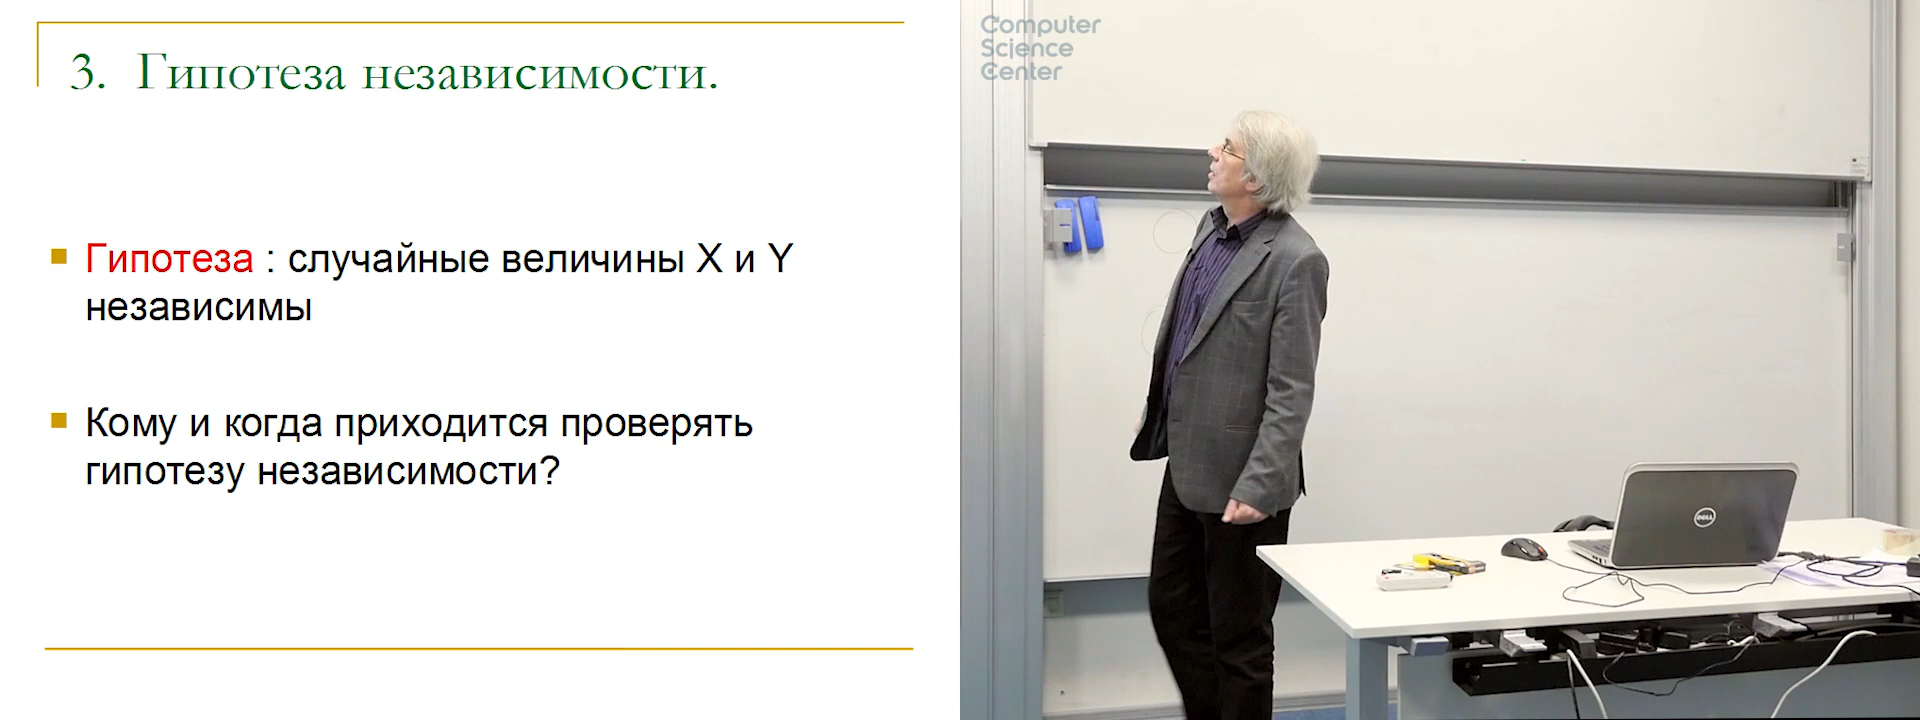 3. Гипотеза независимости.
Гипотеза : случайные величины X и Y
независимы
Кому и когда приходится проверять
гипотезу независимости?
Computer
Science
Center
DELL